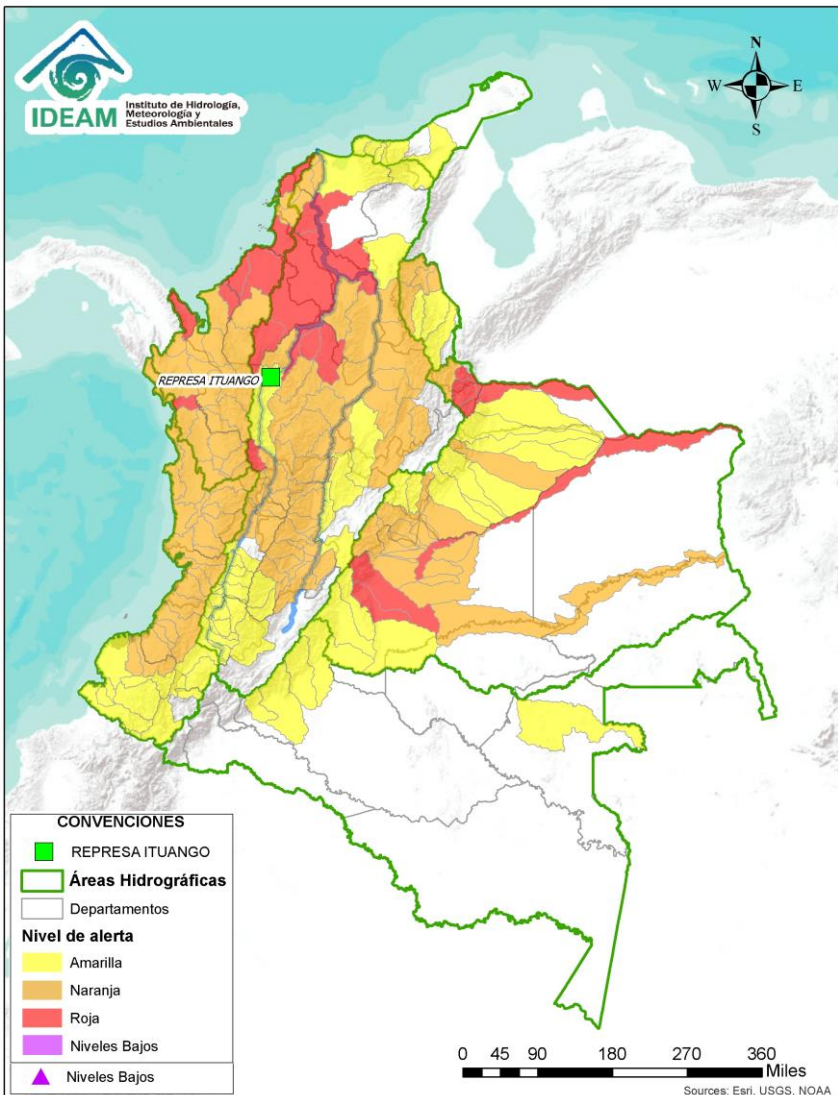 IDEAM
Instituto de Hidrología,
Meteorología y
Estudios Ambientales
N
W
E
S
REPRESA ITUANGO
CONVENCIONES
REPRESA ITUANGO
Áreas Hidrográficas
Departamentos
Nivel de alerta
Amarilla
Naranja
Roja
Niveles Bajos
Niveles Bajos
0 45 90 180 270 360
Miles
Sources: Esri, USGS, NOAA